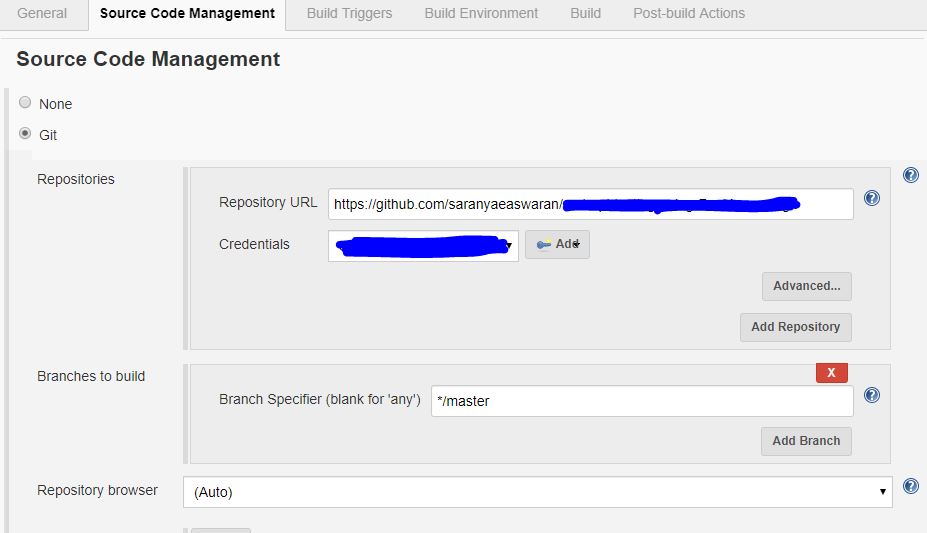 General Source Code Management Build Triggers Build Environment Build Post-build Actions
Source Code Management
None
Git
Repositories
Repository URL https://github.com/saranyaeaswaran/
Credentials Add
Advanced...
Add Repository
Branches to build
X
Branch Specifier (blank for 'any') */master
Add Branch
Repository browser (Auto)